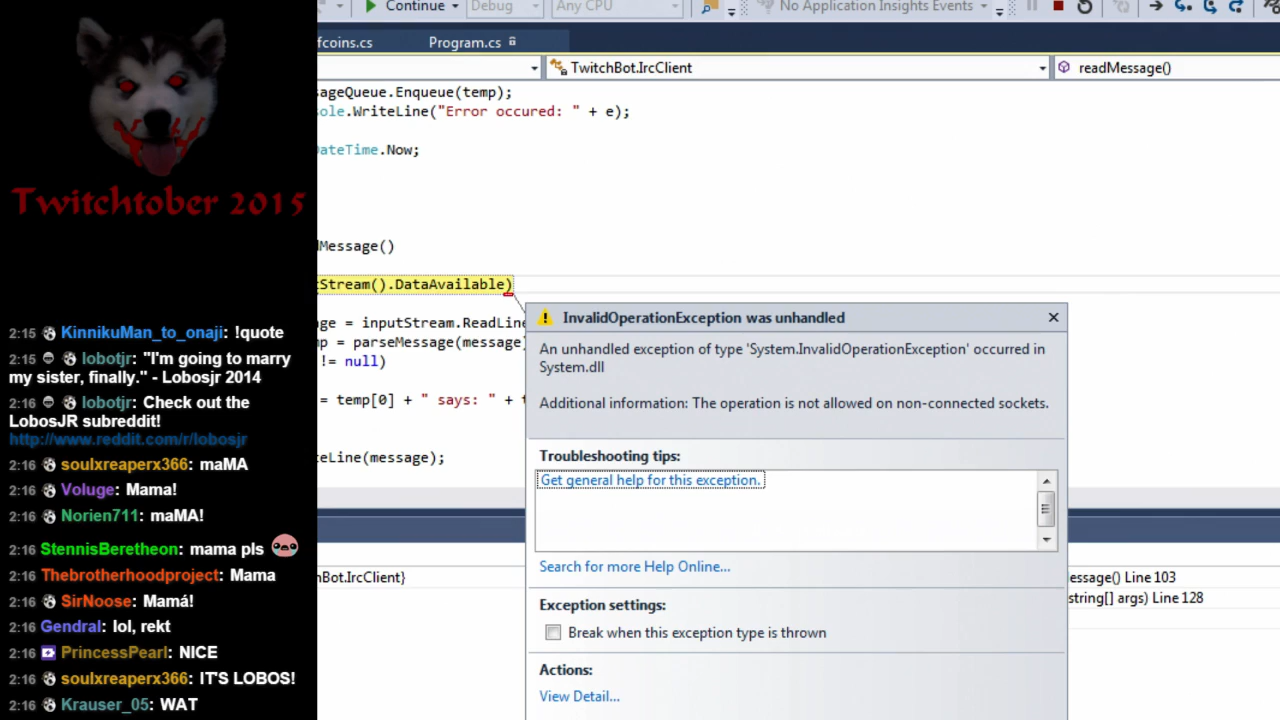 Continue
Debug
Any CPU
No Application Insights Events
fcoins.cs
Program.cs
TwitchBot.IrcClient
readMessage()
sageQueue.Enqueue(temp);
sole.WriteLine("Error occured: " + e);
DateTime.Now;
dMessage()
tStream().DataAvailable)
age = inputStream.ReadLine
mp = parseMessage(message)
!= null)
= temp[0] + " says: " + t
teLine(message);
InvalidOperationException was unhandled
An unhandled exception of type 'System.InvalidOperationException' occurred in
System.dll
Additional information: The operation is not allowed on non-connected sockets.
Troubleshooting tips:
Get general help for this exception.
Search for more Help Online...
Exception settings:
Break when this exception type is thrown
Actions:
View Detail...
hBot.IrcClient}
essage() Line 103
string[] args) Line 128
Twitchtober 2015
2:15 KinnikuMan_to_onaji: !quote
2:15 lobotjr: "I'm going to marry
my sister, finally." - Lobosjr 2014
2:16 lobotjr: Check out the
LobosJR subreddit!
http://www.reddit.com/r/lobosjr
2:16 soulxreaperx366: maMA
2:16 Voluge: Mama!
2:16 Norien711: maMA!
2:16 StennisBeretheon: mama pls
2:16 Thebrotherhoodproject: Mama
2:16 SirNoose: Mamá!
2:16 Gendral: lol, rekt
2:16 PrincessPearl: NICE
2:16 soulxreaperx366: IT'S LOBOS!
2:16 Krauser_05: WAT